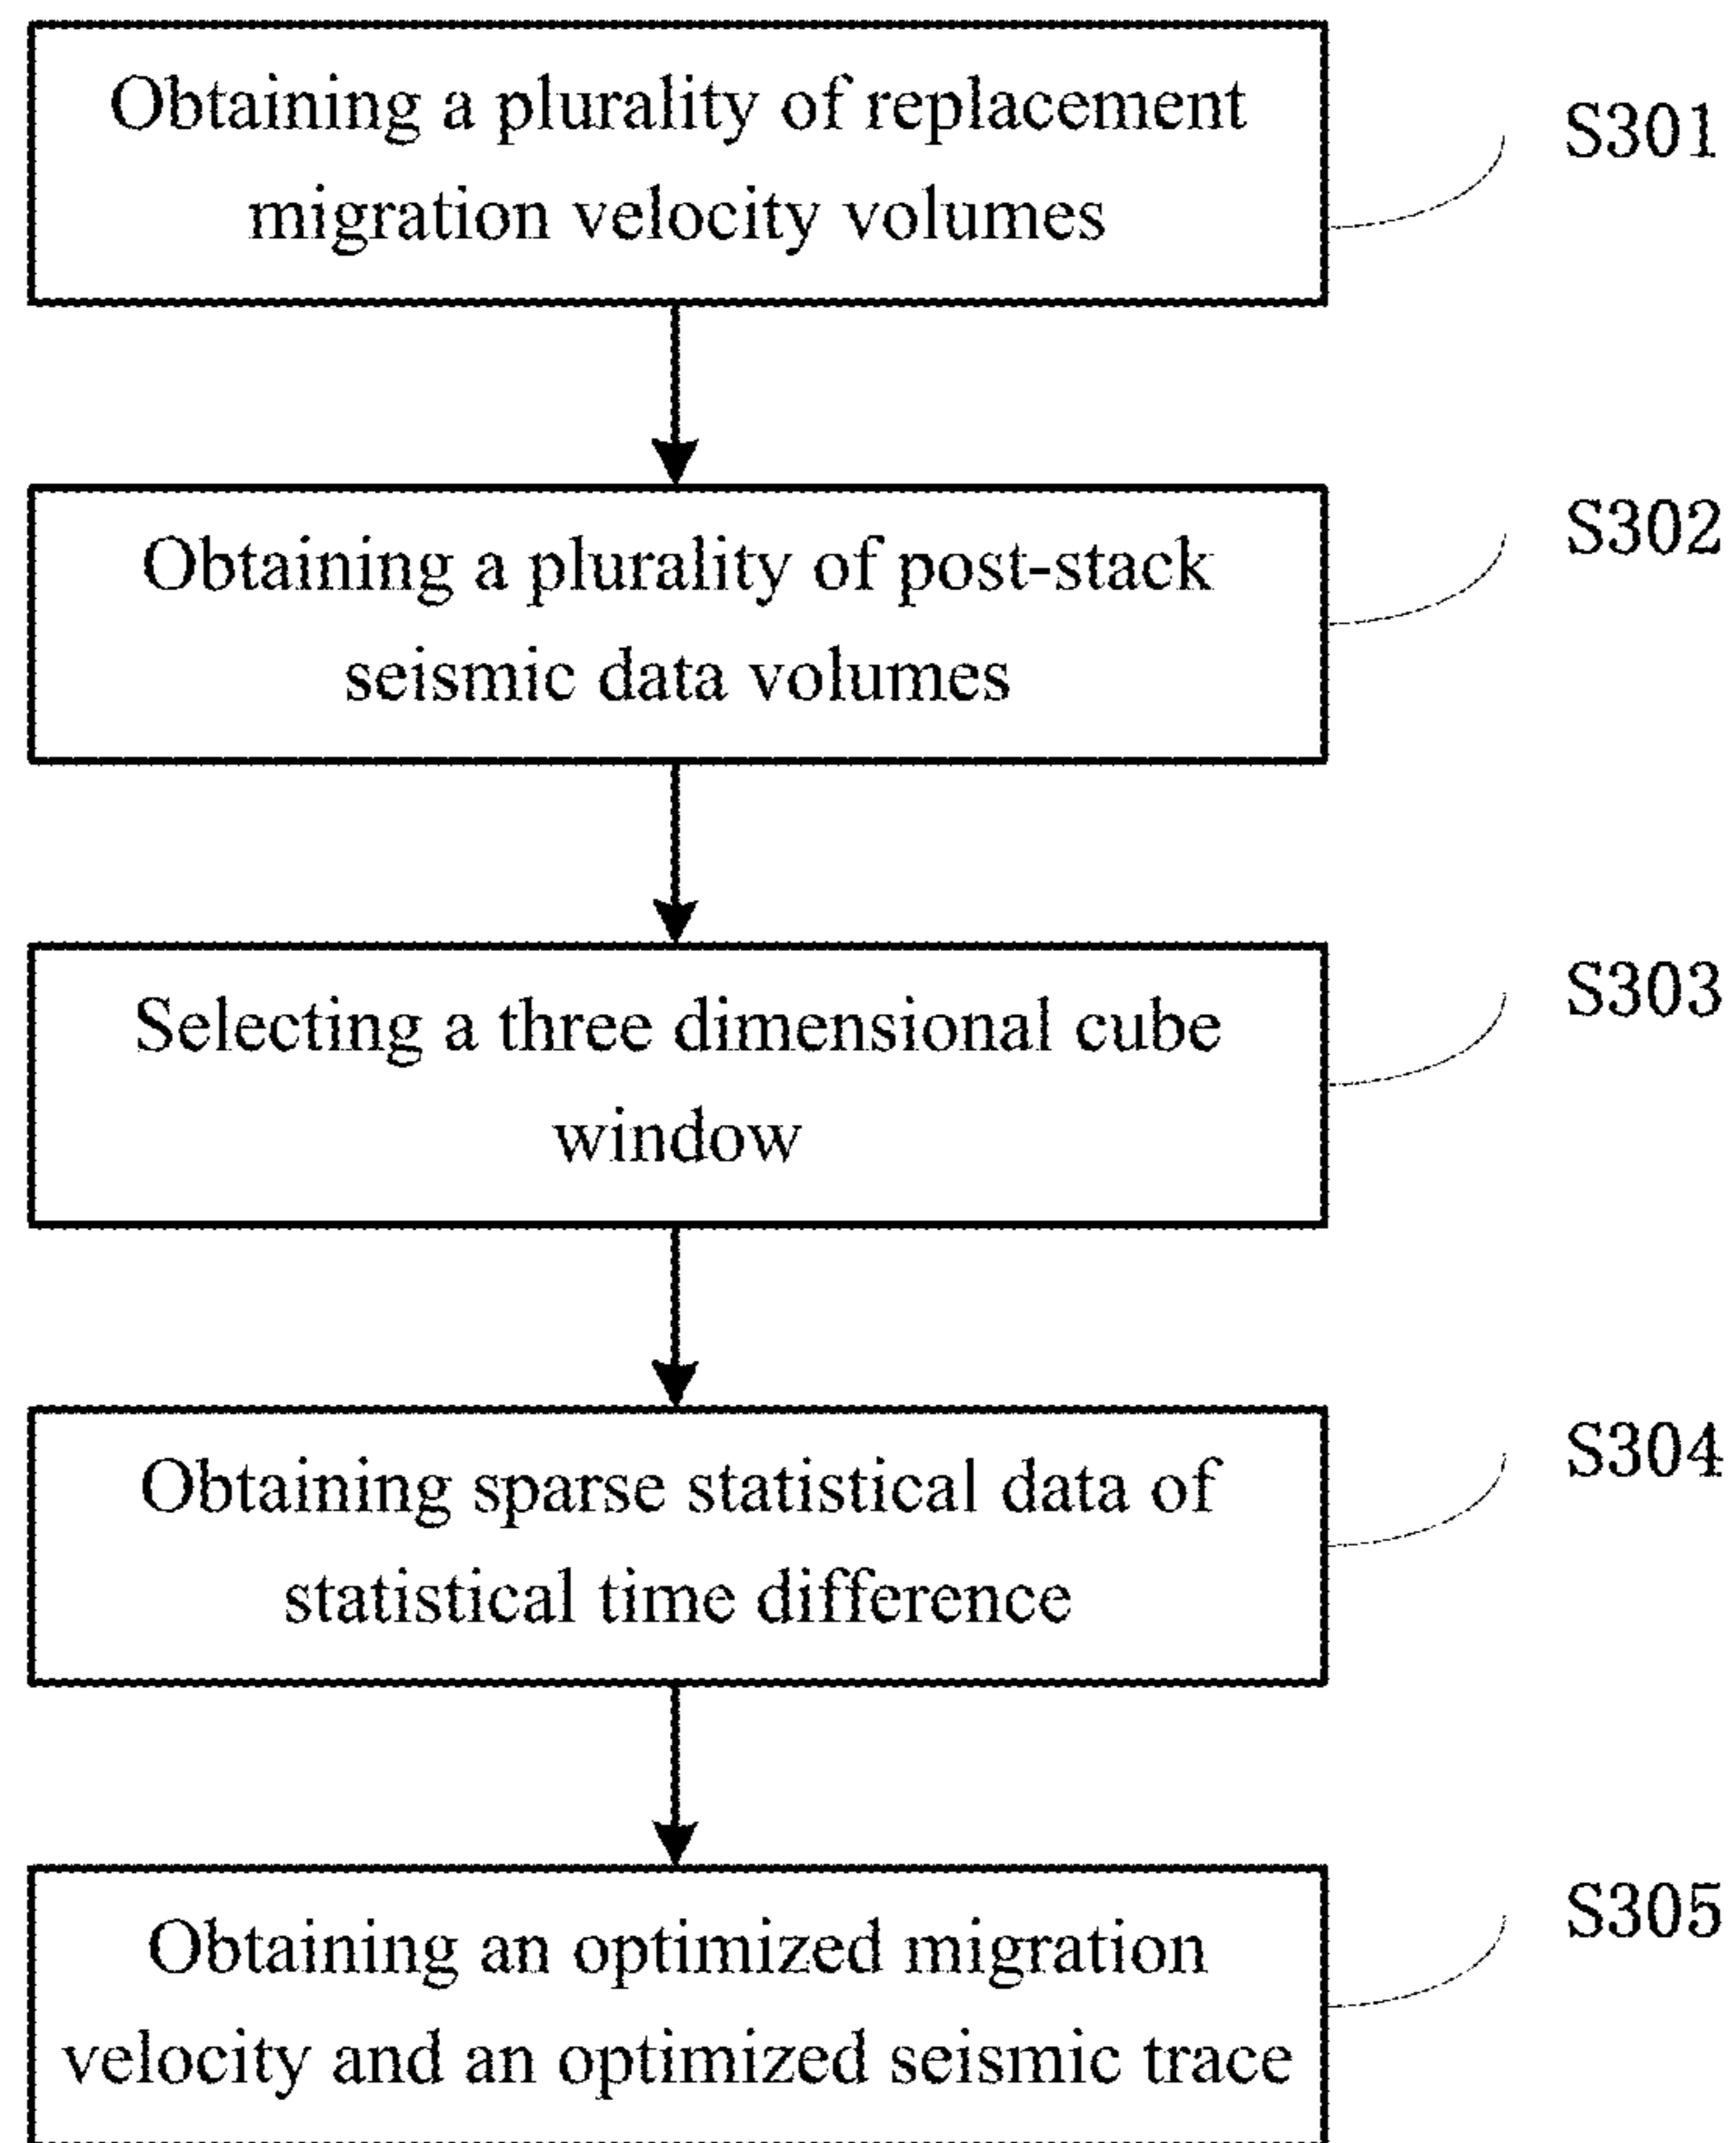 Obtaining a plurality of replacement
migration velocity volumes
S301
Obtaining a plurality of post-stack
seismic data volumes
S302
Selecting a three dimensional cube
window
S303
Obtaining sparse statistical data of
statistical time difference
S304
Obtaining an optimized migration
velocity and an optimized seismic trace
S305